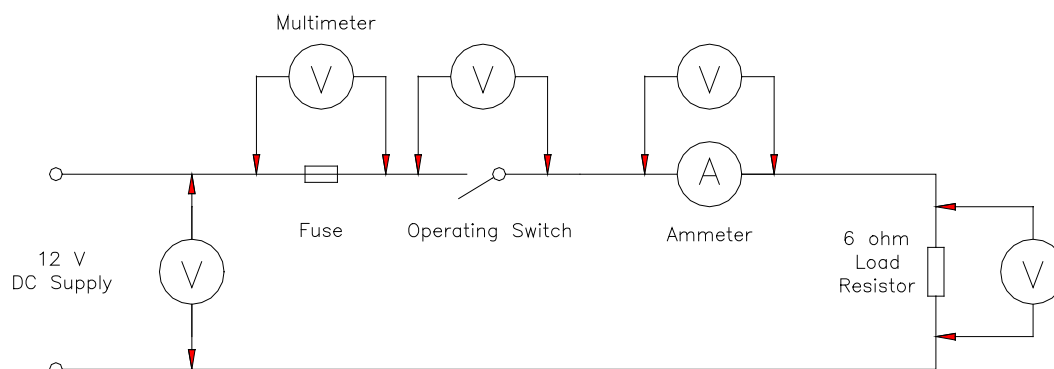 Multimeter
V
V
V
A
Fuse
Operating Switch
Ammeter
12 V
DC Supply
V
6 ohm
Load
Resistor
V